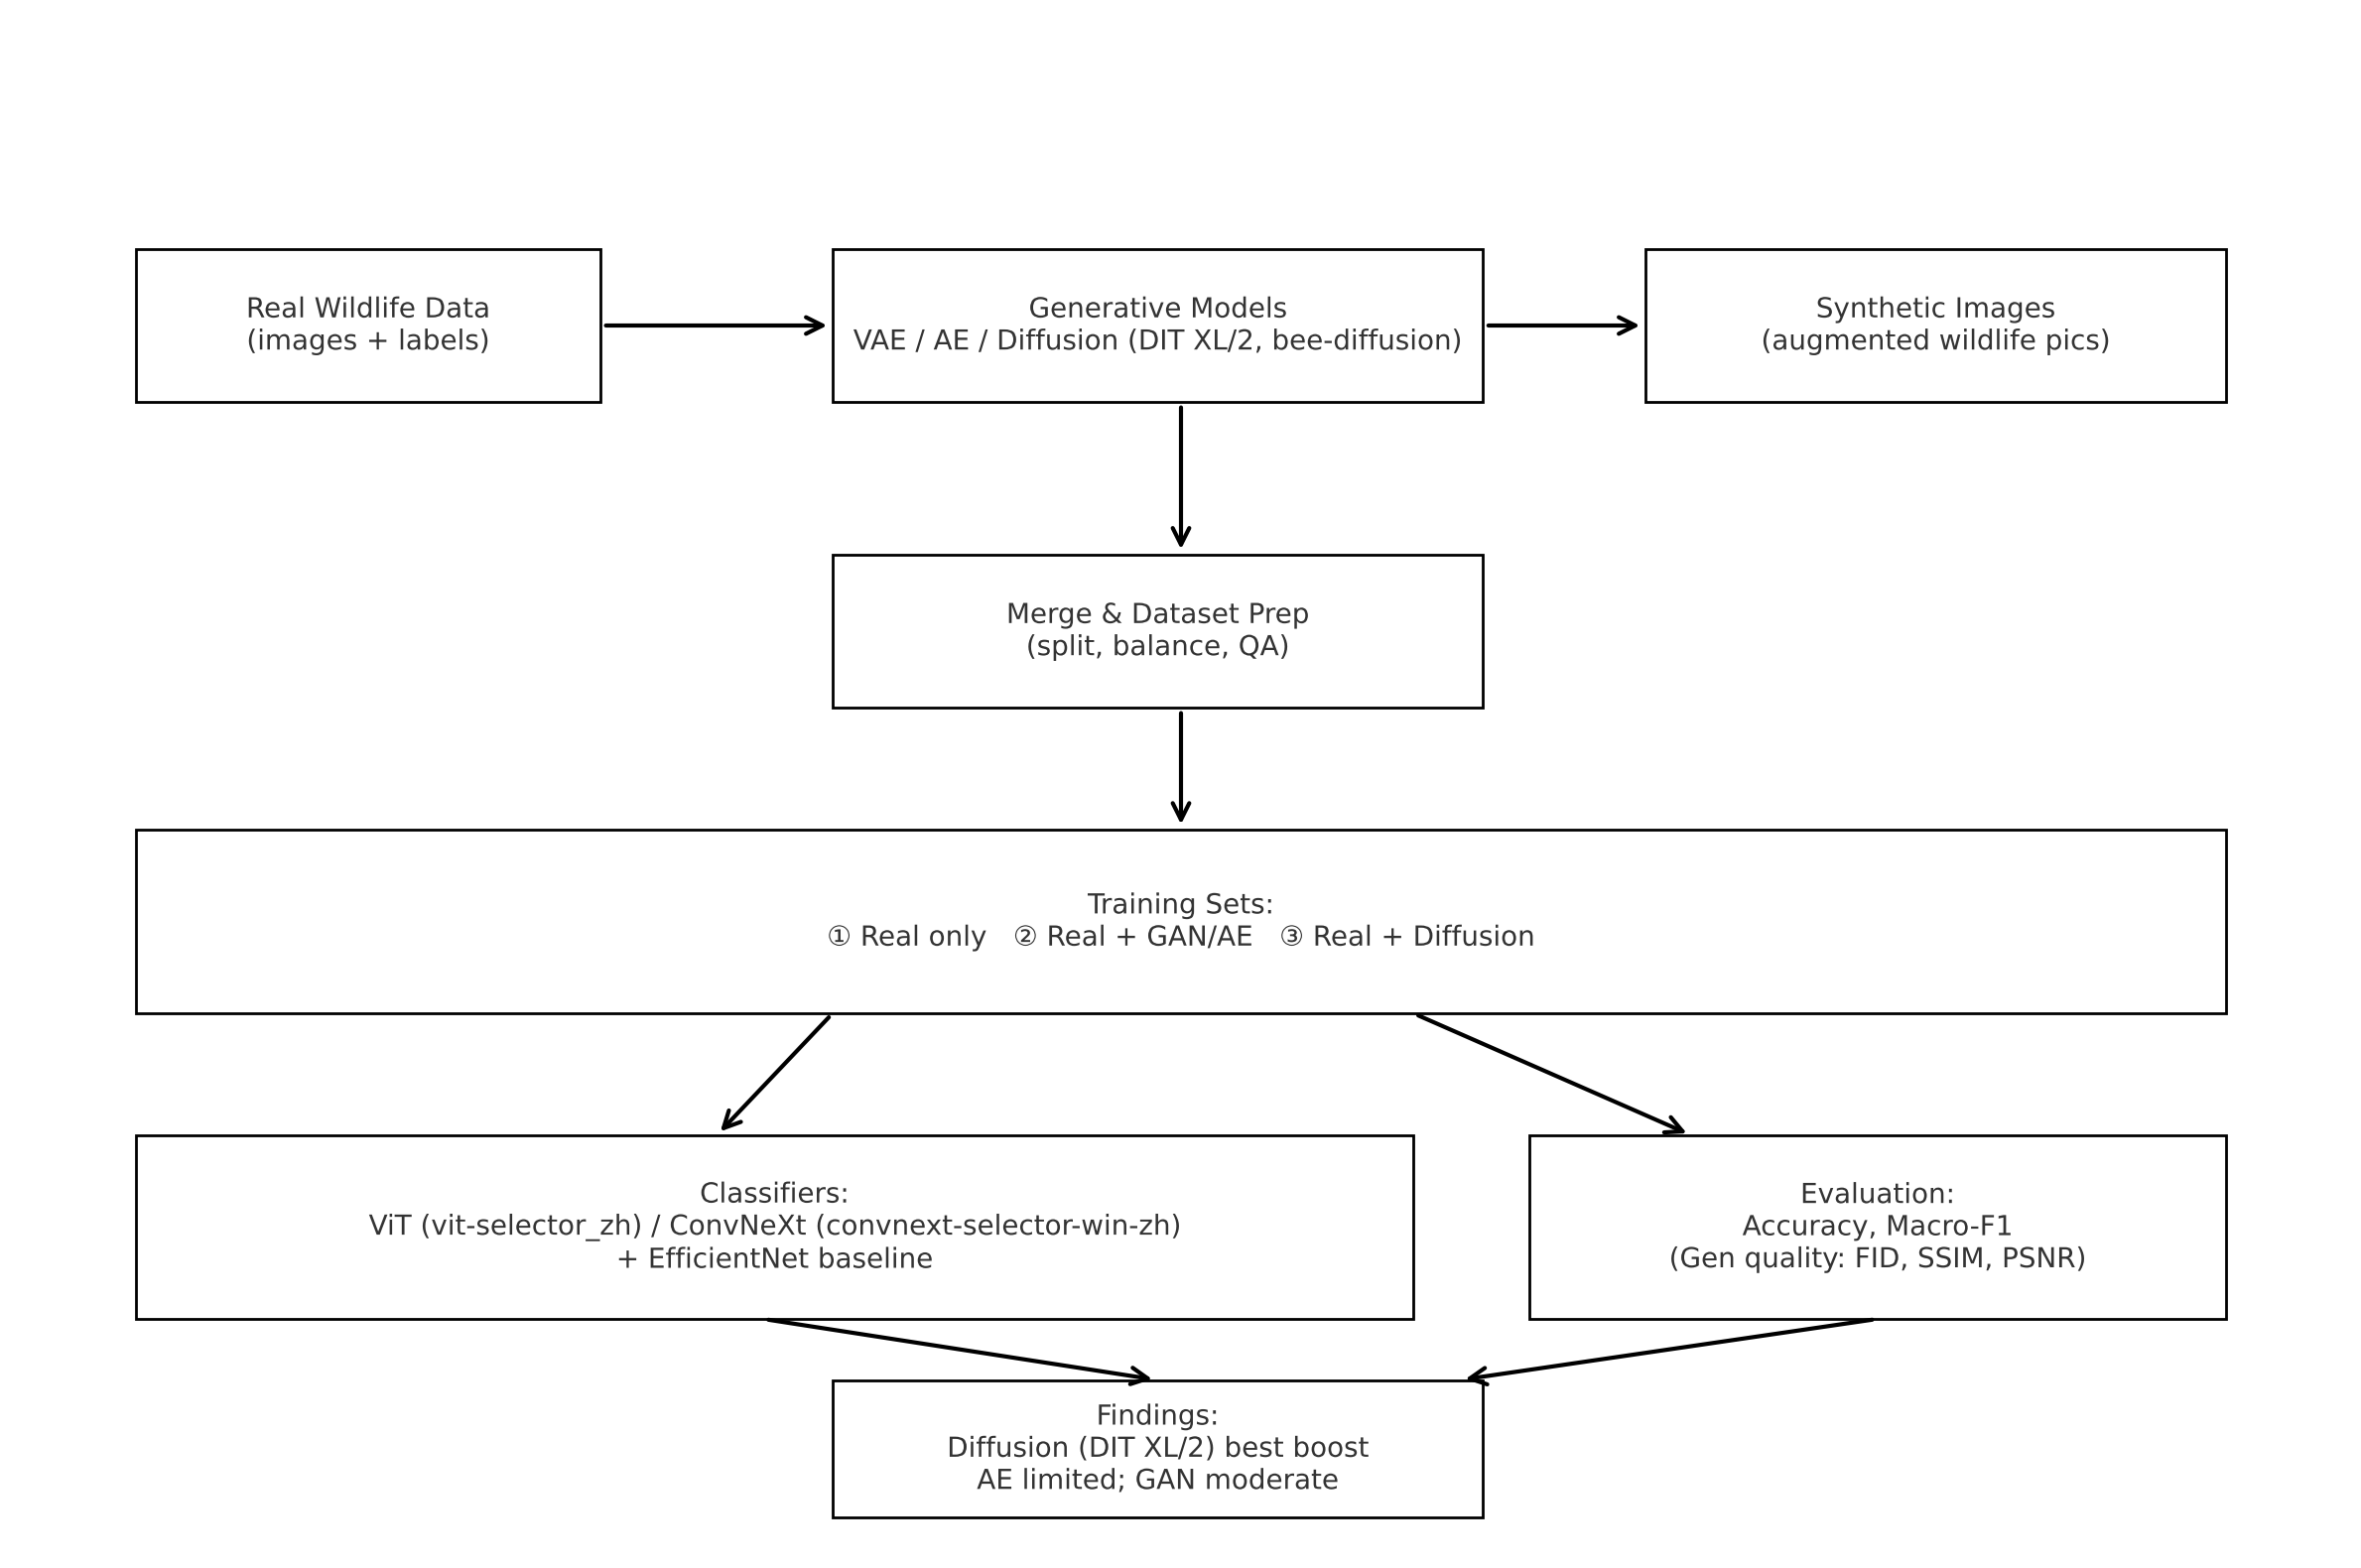 Real Wildlife Data
(images + labels)
Generative Models
VAE / AE / Diffusion (DIT XL/2, bee-diffusion)
Synthetic Images
(augmented wildlife pics)
Merge & Dataset Prep
(split, balance, QA)
Training Sets:
① Real only ② Real + GAN/AE ③ Real + Diffusion
Classifiers:
ViT (vit-selector_zh) / ConvNeXt (convnext-selector-win-zh)
+ EfficientNet baseline
Evaluation:
Accuracy, Macro-F1
(Gen quality: FID, SSIM, PSNR)
Findings:
Diffusion (DIT XL/2) best boost
AE limited; GAN moderate